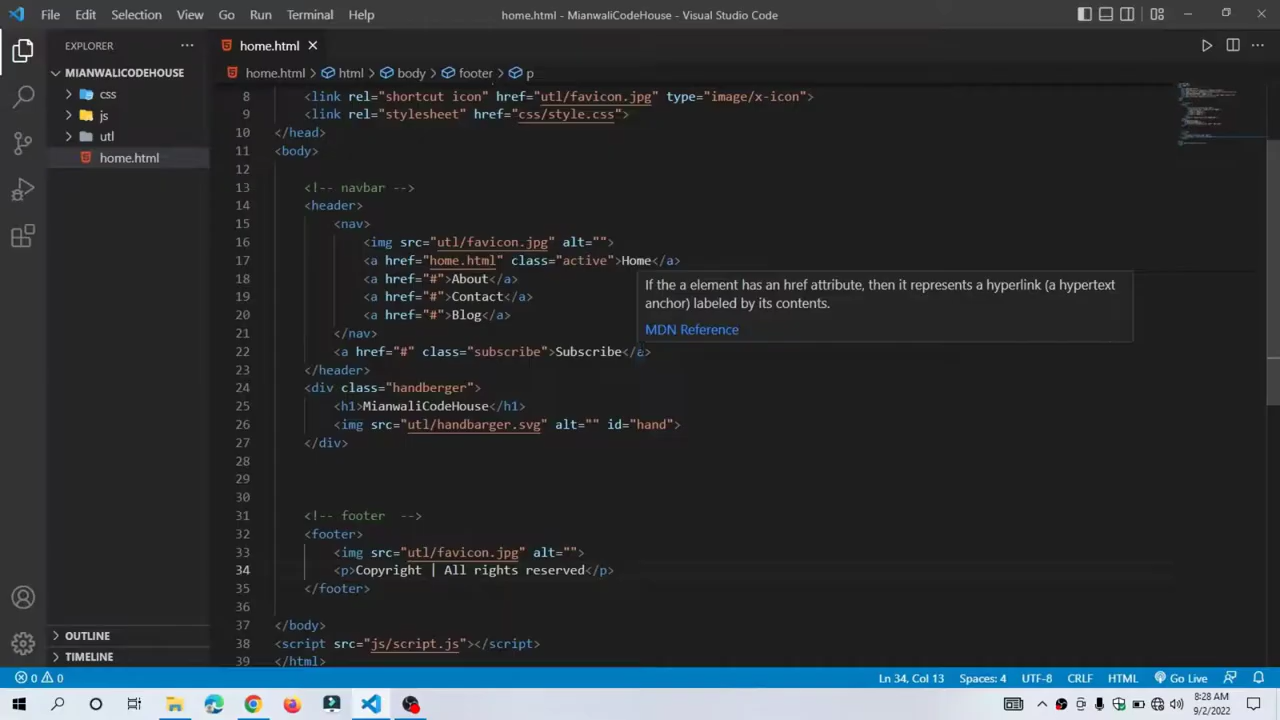 File Edit Selection View Go Run Terminal Help home.html - MianwaliCodeHouse - Visual Studio Code
EXPLORER
MIANWALICODEHOUSE
css
js
utl
home.html
OUTLINE
TIMELINE
home.html
home.html > html > body > footer > p
8 <link rel="shortcut icon" href="utl/favicon.jpg" type="image/x-icon">
9 <link rel="stylesheet" href="css/style.css">
10 </head>
11 <body>
12
13 <!-- navbar -->
14 <header>
15 <nav>
16 <img src="utl/favicon.jpg" alt="">
17 <a href="home.html" class="active">Home</a>
18 <a href="#">About</a>
19 <a href="#">Contact</a>
20 <a href="#">Blog</a>
21 </nav>
22 <a href="#" class="subscribe">Subscribe</a>
23 </header>
24 <div class="handberger">
25 <h1>MianwaliCodeHouse</h1>
26 <img src="utl/handbarger.svg" alt="" id="hand">
27 </div>
28
29
30
31 <!-- footer  -->
32 <footer>
33 <img src="utl/favicon.jpg" alt="">
34 <p>Copyright | All rights reserved</p>
35 </footer>
36
37 </body>
38 <script src="js/script.js"></script>
39 </html>
If the a element has an href attribute, then it represents a hyperlink (a hypertext
anchor) labeled by its contents.
MDN Reference
0 0 Ln 34, Col 13 Spaces: 4 UTF-8 CRLF HTML Go Live
8:28 AM
9/2/2022